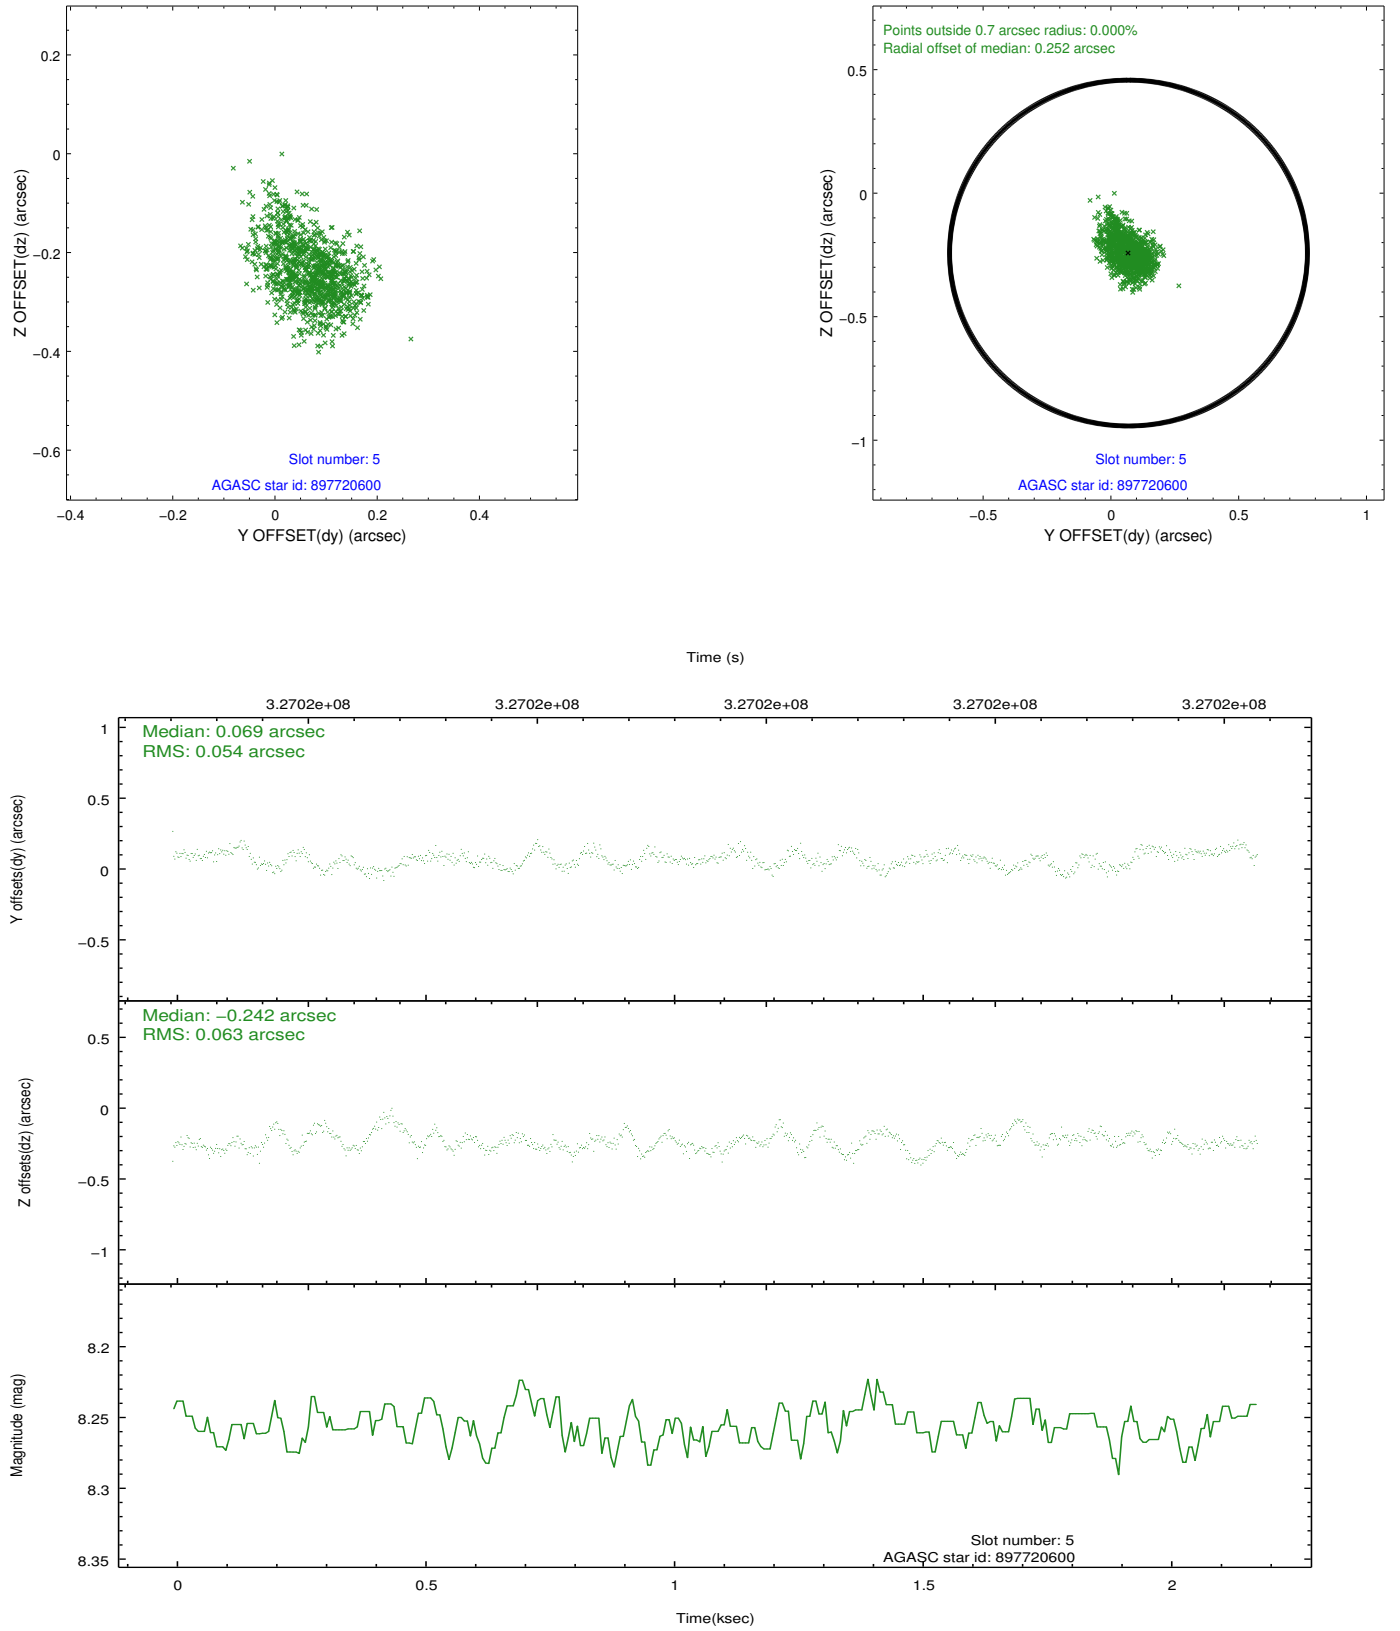 0.2
0
−0.2
−0.4
−0.6
Z OFFSET(dz) (arcsec)
Slot number: 5
AGASC star id: 897720600
−0.4
−0.2
0
0.2
0.4
Y OFFSET(dy) (arcsec)
Points outside 0.7 arcsec radius: 0.000%
Radial offset of median: 0.252 arcsec
0.5
0
−0.5
−1
Z OFFSET(dz) (arcsec)
Slot number: 5
AGASC star id: 897720600
−0.5
0
0.5
1
Y OFFSET(dy) (arcsec)
Time (s)
3.2702e+08
3.2702e+08
3.2702e+08
3.2702e+08
3.2702e+08
Median: 0.069 arcsec
RMS: 0.054 arcsec
1
0.5
0
−0.5
Y offsets(dy) (arcsec)
Median: −0.242 arcsec
RMS: 0.063 arcsec
0.5
0
−0.5
−1
Z offsets(dz) (arcsec)
8.2
8.25
8.3
8.35
Magnitude (mag)
Slot number: 5
AGASC star id: 897720600
0
0.5
1
1.5
2
Time(ksec)